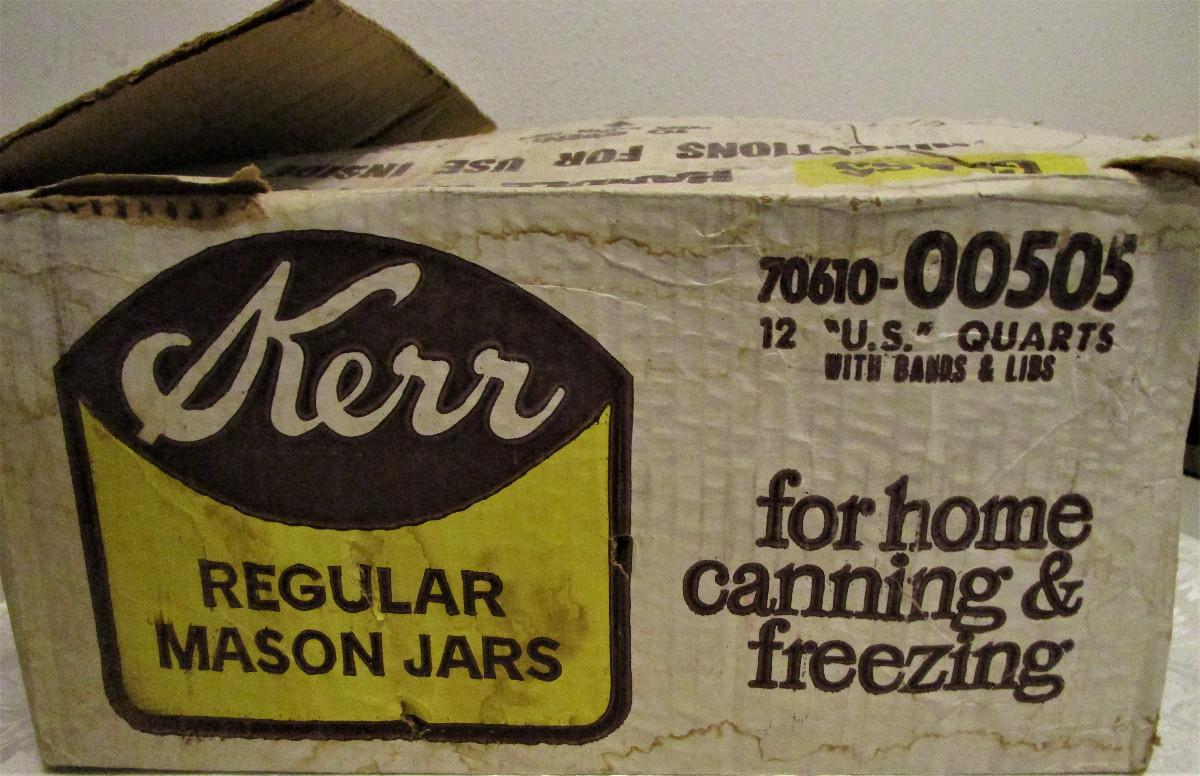 DIRECTIONS FOR USE INSIDE
GLASS
Kerr
REGULAR
MASON JARS
70610-00505
12 "U.S." QUARTS
WITH BANDS & LIDS
for home
canning &
freezing